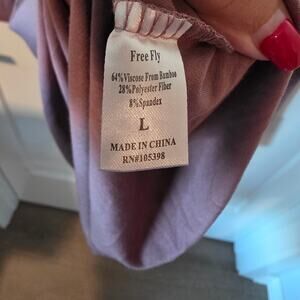 Free Fly
64%Viscose From Bamboo
28%Polyester Fiber
8%Spandex
L
MADE IN CHINA
RN#105398